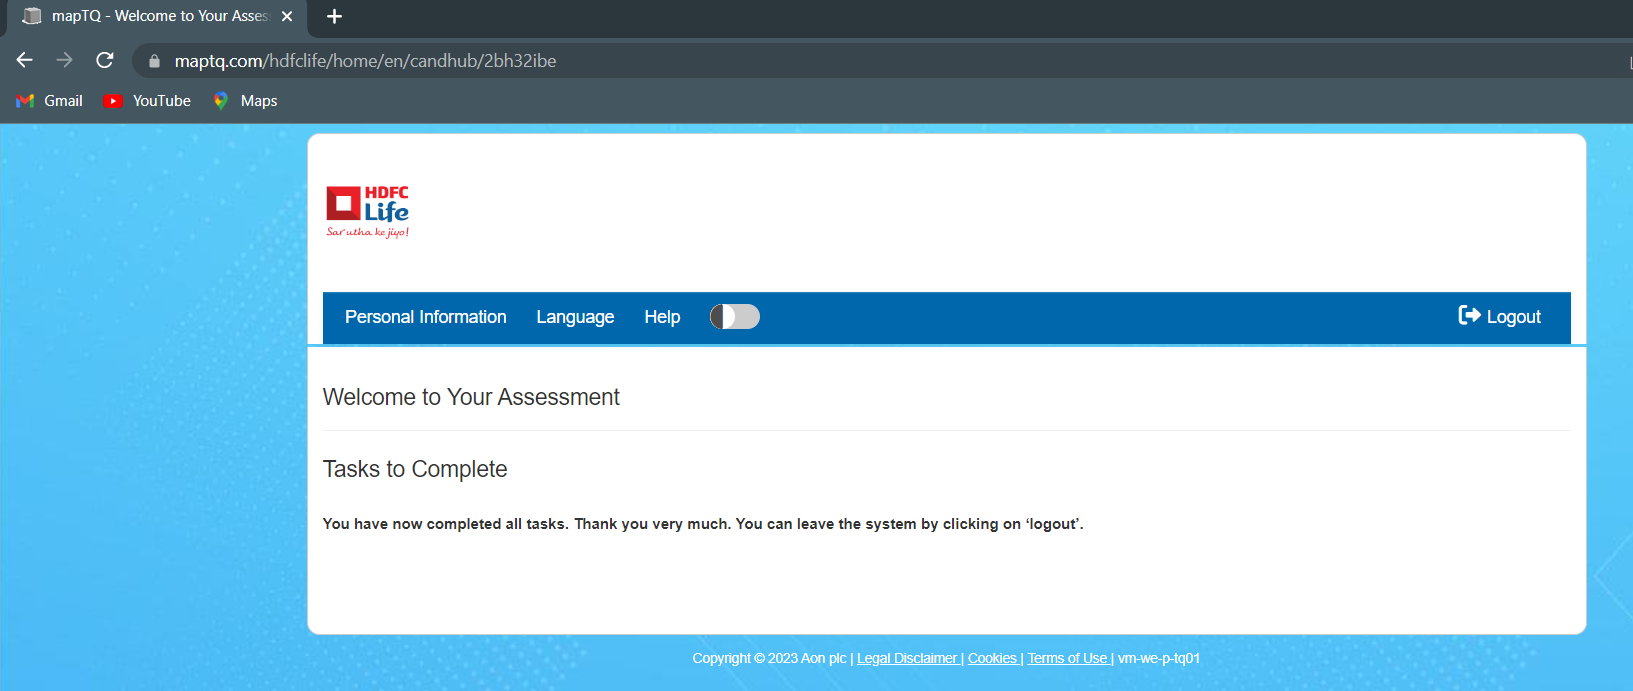 mapTQ - Welcome to Your Asses
maptq.com/hdfclife/home/en/candhub/2bh32ibe
Gmail YouTube Maps
HDFC
Life
Sar utha ke jiyo!
Personal Information Language Help Logout
Welcome to Your Assessment
Tasks to Complete
You have now completed all tasks. Thank you very much. You can leave the system by clicking on ‘logout’.
Copyright © 2023 Aon plc | Legal Disclaimer | Cookies | Terms of Use | vm-we-p-tq01